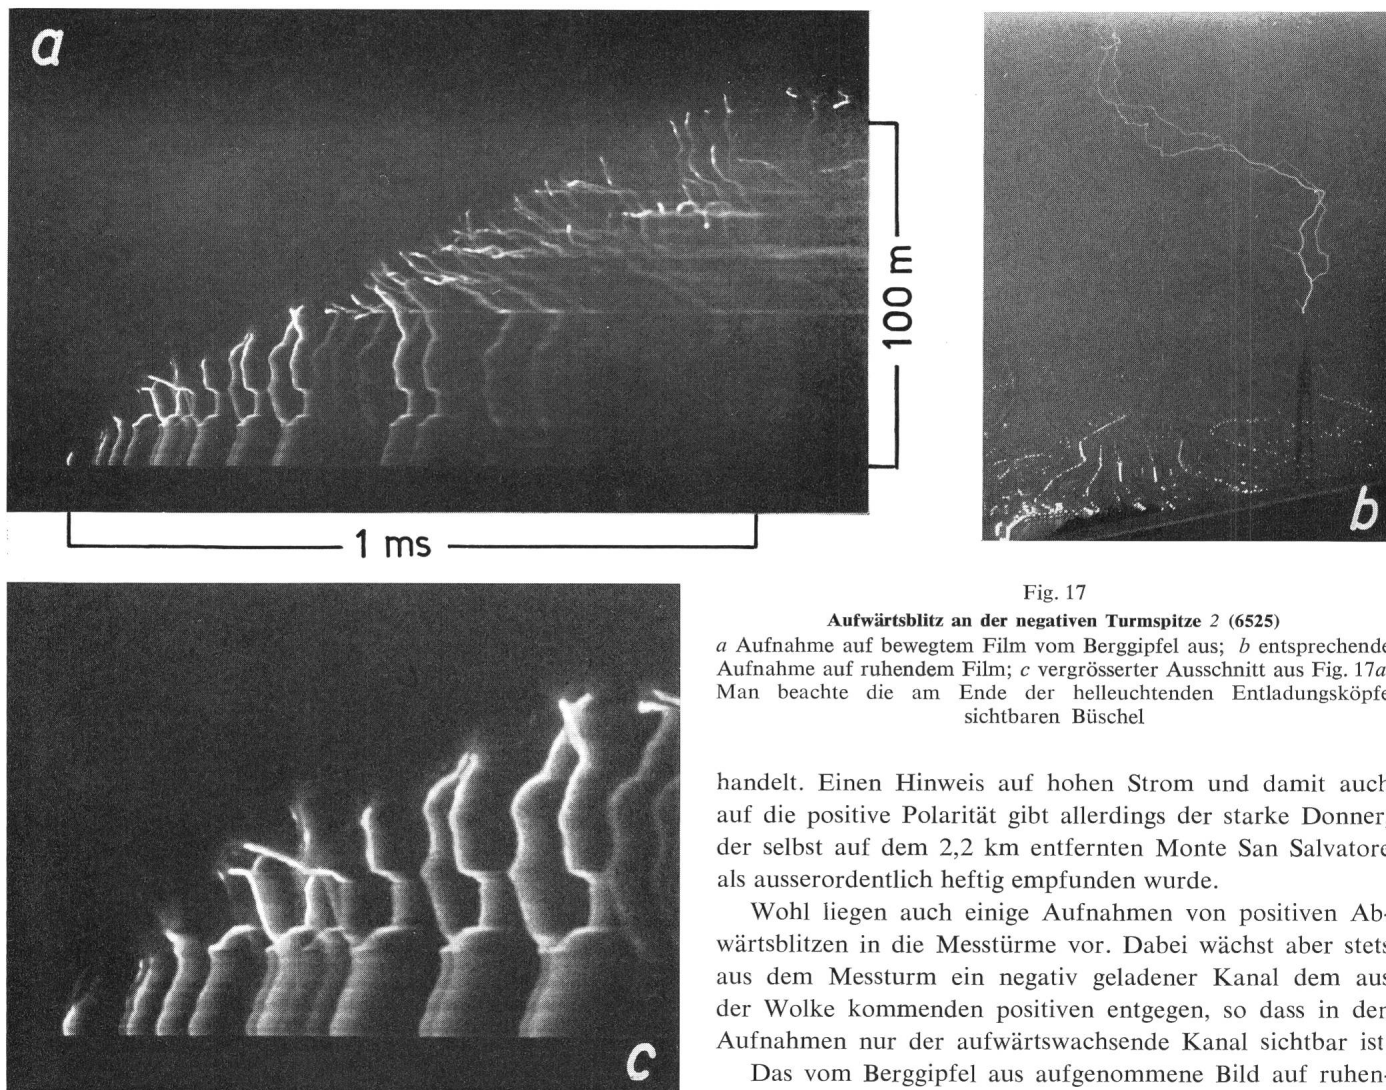 a
100 m
1 ms
b
c
Fig. 17
Aufwärtsblitz an der negativen Turmspitze 2 (6525)
a Aufnahme auf bewegtem Film vom Berggipfel aus; b entsprechende
Aufnahme auf ruhendem Film; c vergrösserter Ausschnitt aus Fig. 17a
Man beachte die am Ende der helleuchtenden Entladungsköpfe
sichtbaren Büschel
handelt. Einen Hinweis auf hohen Strom und damit auch
auf die positive Polarität gibt allerdings der starke Donner,
der selbst auf dem 2,2 km entfernten Monte San Salvatore
als ausserordentlich heftig empfunden wurde.
Wohl liegen auch einige Aufnahmen von positiven Ab-
wärtsblitzen in die Messtürme vor. Dabei wächst aber stets
aus dem Messturm ein negativ geladener Kanal dem aus
der Wolke kommenden positiven entgegen, so dass in den
Aufnahmen nur der aufwärtswachsende Kanal sichtbar ist
Das vom Berggipfel aus aufgenommene Bild auf ruhen-